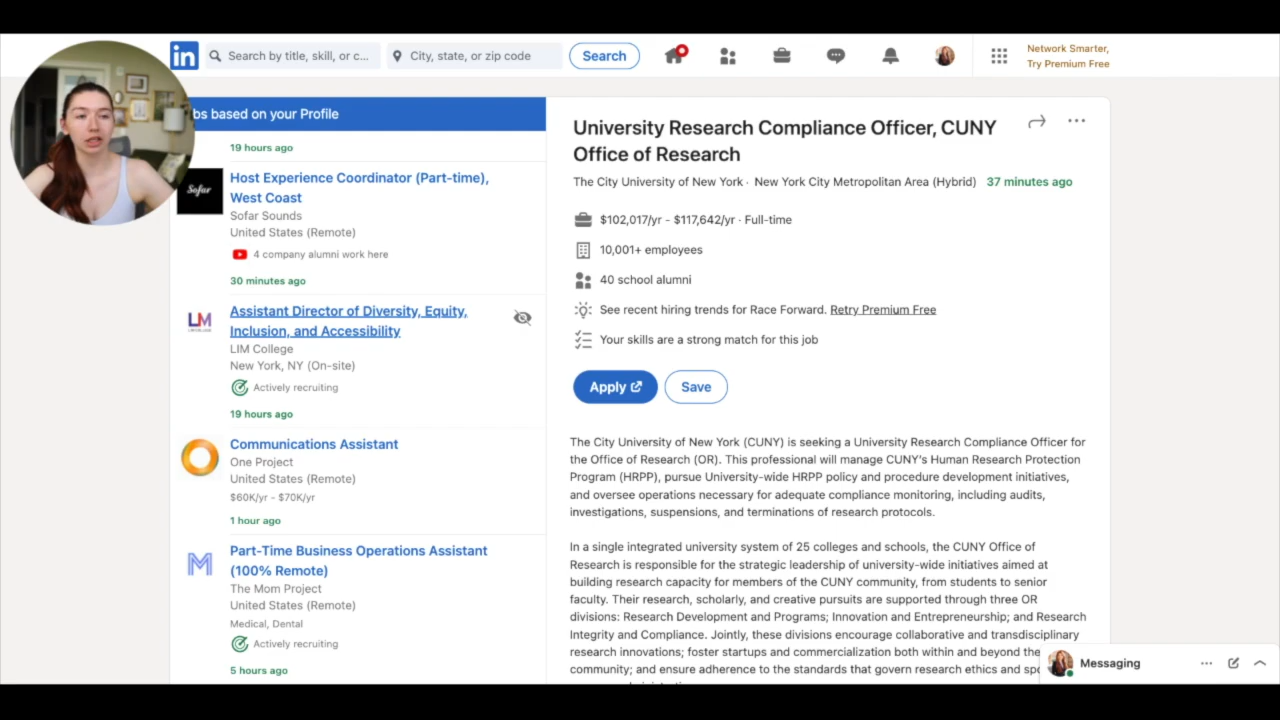 in
Search by title, skill, or c...
City, state, or zip code
Search
Network Smarter,
Try Premium Free
bs based on your Profile
19 hours ago
Sofar
Host Experience Coordinator (Part-time),
West Coast
Sofar Sounds
United States (Remote)
4 company alumni work here
30 minutes ago
LM
Assistant Director of Diversity, Equity,
Inclusion, and Accessibility
LIM College
New York, NY (On-site)
Actively recruiting
19 hours ago
Communications Assistant
One Project
United States (Remote)
$60K/yr - $70K/yr
1 hour ago
Part-Time Business Operations Assistant
(100% Remote)
The Mom Project
United States (Remote)
Medical, Dental
Actively recruiting
5 hours ago
University Research Compliance Officer, CUNY
Office of Research
The City University of New York · New York City Metropolitan Area (Hybrid) 37 minutes ago
$102,017/yr - $117,642/yr · Full-time
10,001+ employees
40 school alumni
See recent hiring trends for Race Forward. Retry Premium Free
Your skills are a strong match for this job
Apply
Save
The City University of New York (CUNY) is seeking a University Research Compliance Officer for
the Office of Research (OR). This professional will manage CUNY's Human Research Protection
Program (HRPP), pursue University-wide HRPP policy and procedure development initiatives,
and oversee operations necessary for adequate compliance monitoring, including audits,
investigations, suspensions, and terminations of research protocols.
In a single integrated university system of 25 colleges and schools, the CUNY Office of
Research is responsible for the strategic leadership of university-wide initiatives aimed at
building research capacity for members of the CUNY community, from students to senior
faculty. Their research, scholarly, and creative pursuits are supported through three OR
divisions: Research Development and Programs; Innovation and Entrepreneurship; and Research
Integrity and Compliance. Jointly, these divisions encourage collaborative and transdisciplinary
research innovations; foster startups and commercialization both within and beyond the
community; and ensure adherence to the standards that govern research ethics and spo
Messaging